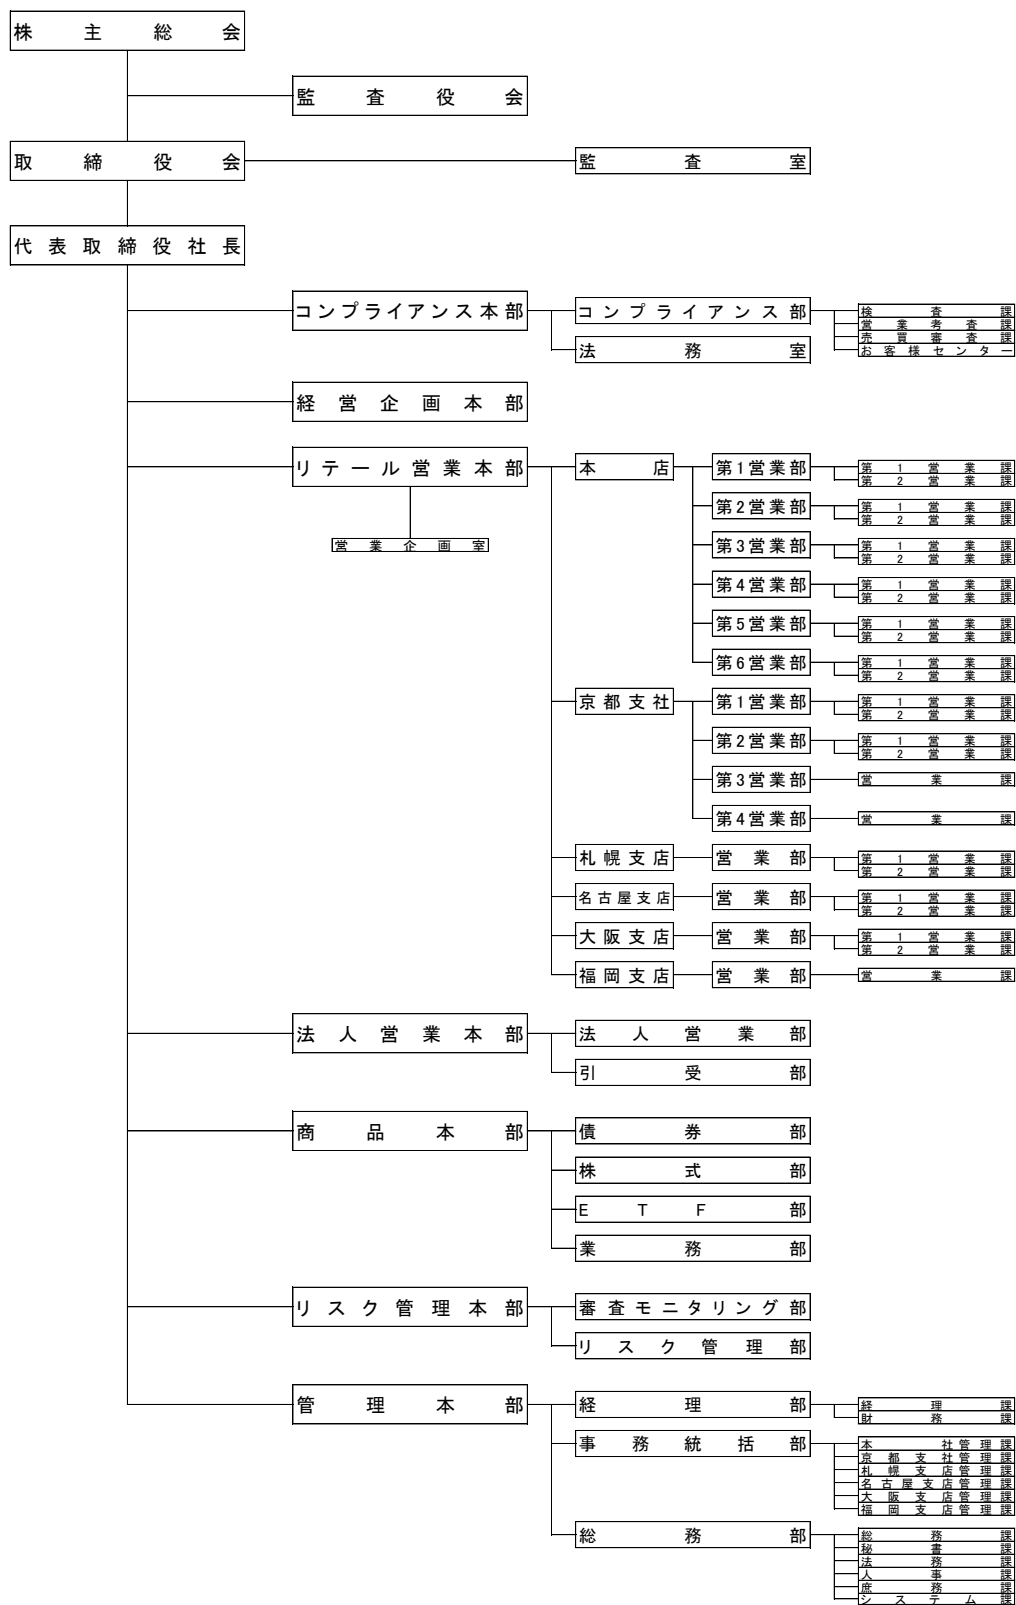 株主総会
監査役会
取締役会
監査室
代表取締役社長
コンプライアンス本部
コンプライアンス部
検査課
営業考査課
売買審査課
お客様センター
法務室
経営企画本部
リテール営業本部
営業企画室
本店
第1営業部
第1営業課
第2営業課
第2営業部
第1営業課
第2営業課
第3営業部
第1営業課
第2営業課
第4営業部
第1営業課
第2営業課
第5営業部
第1営業課
第2営業課
第6営業部
第1営業課
第2営業課
京都支社
第1営業部
第1営業課
第2営業課
第2営業部
第1営業課
第2営業課
第3営業部
営業課
第4営業部
営業課
札幌支店
営業部
第1営業課
第2営業課
名古屋支店
営業部
第1営業課
第2営業課
大阪支店
営業部
第1営業課
第2営業課
福岡支店
営業部
営業課
法人営業本部
法人営業部
引受部
商品本部
債券部
株式部
ETF部
業務部
リスク管理本部
審査モニタリング部
リスク管理部
管理本部
経理部
経理課
財務課
事務統括部
本社管理課
京都支社管理課
札幌支店管理課
名古屋支店管理課
大阪支店管理課
福岡支店管理課
総務部
総務課
秘書課
法務課
人事課
庶務課
システム課